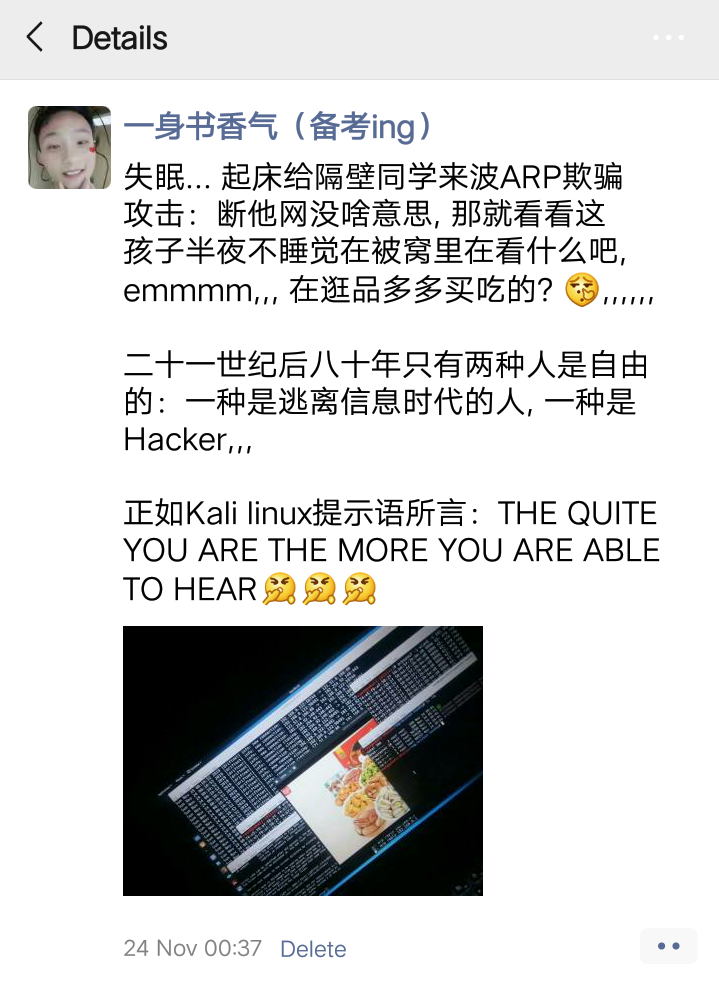 Details
一身书香气（备考ing）
失眠... 起床给隔壁同学来波ARP欺骗
攻击：断他网没啥意思, 那就看看这
孩子半夜不睡觉在被窝里在看什么吧,
emmmm,,, 在逛品多多买吃的? ,,,,,,
二十一世纪后八十年只有两种人是自由
的：一种是逃离信息时代的人, 一种是
Hacker,,,
正如Kali linux提示语所言：THE QUITE
YOU ARE THE MORE YOU ARE ABLE
TO HEAR
24 Nov 00:37 Delete